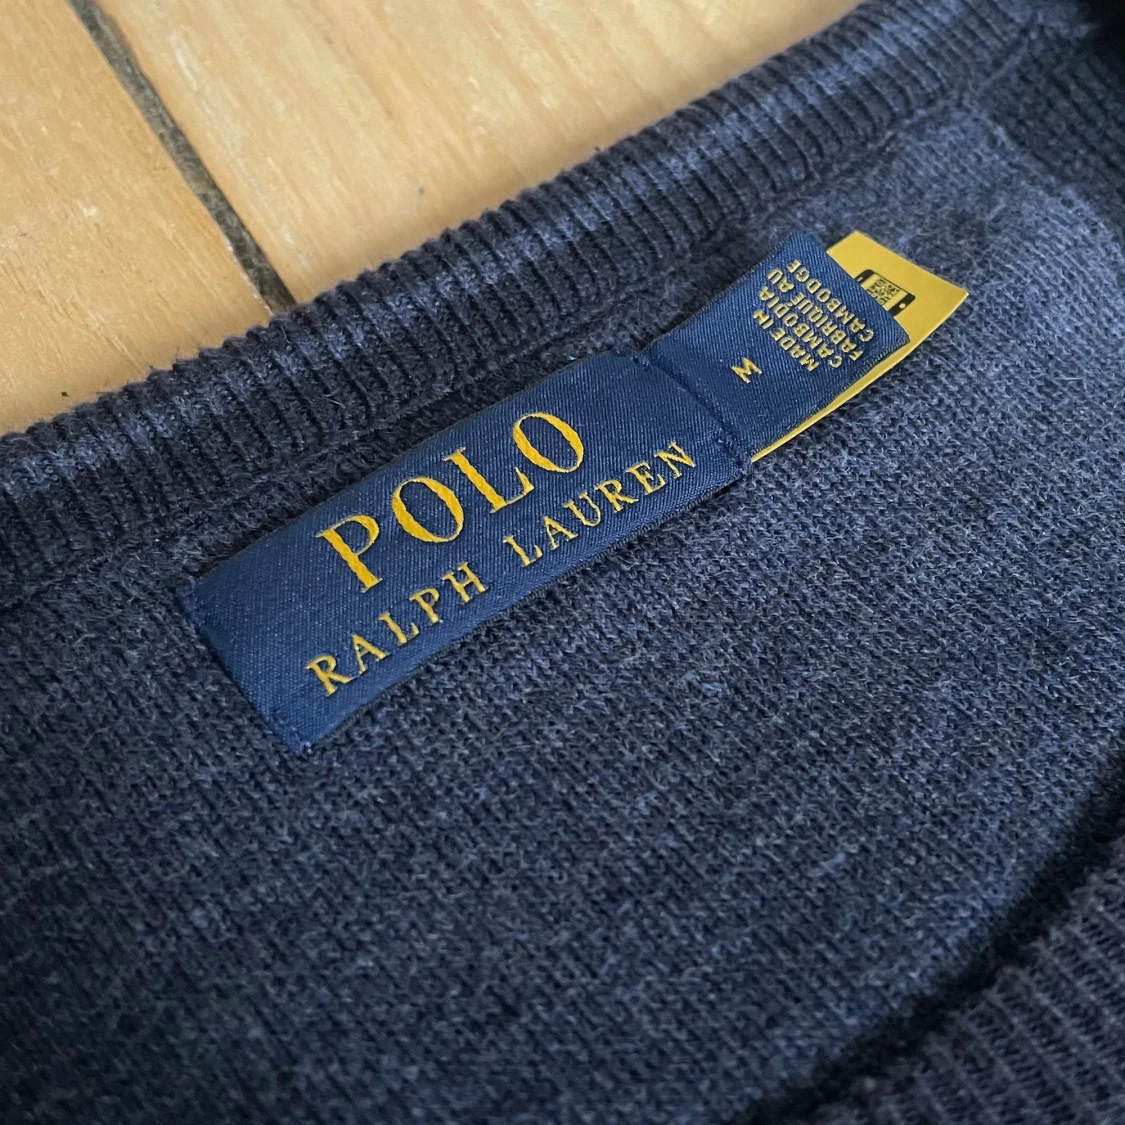 POLO
RALPH LAUREN
M
MADE IN
CAMBODIA
FABRIQUÉ AU
CAMBODGE